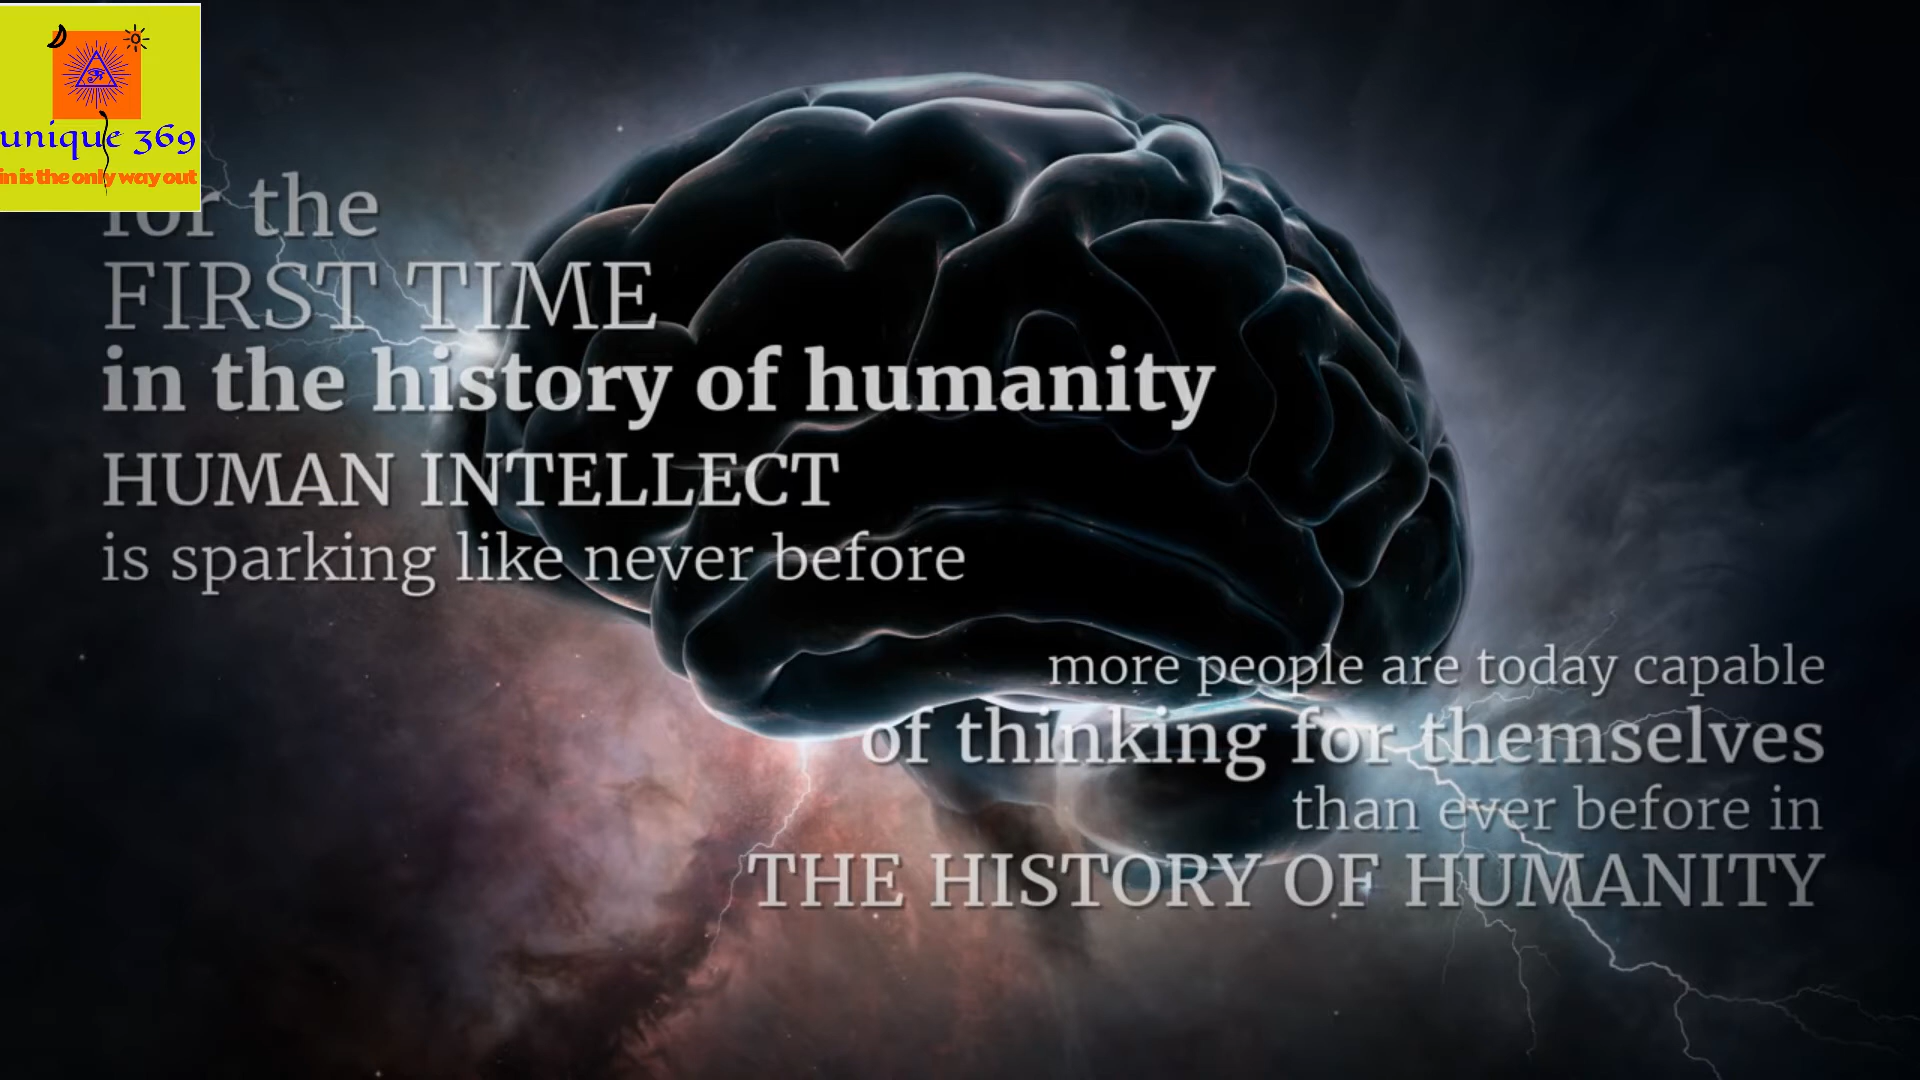 unique 369
in is the only way out
for the
FIRST TIME
in the history of humanity
HUMAN INTELLECT
is sparking like never before
more people are today capable
of thinking for themselves
than ever before in
THE HISTORY OF HUMANITY